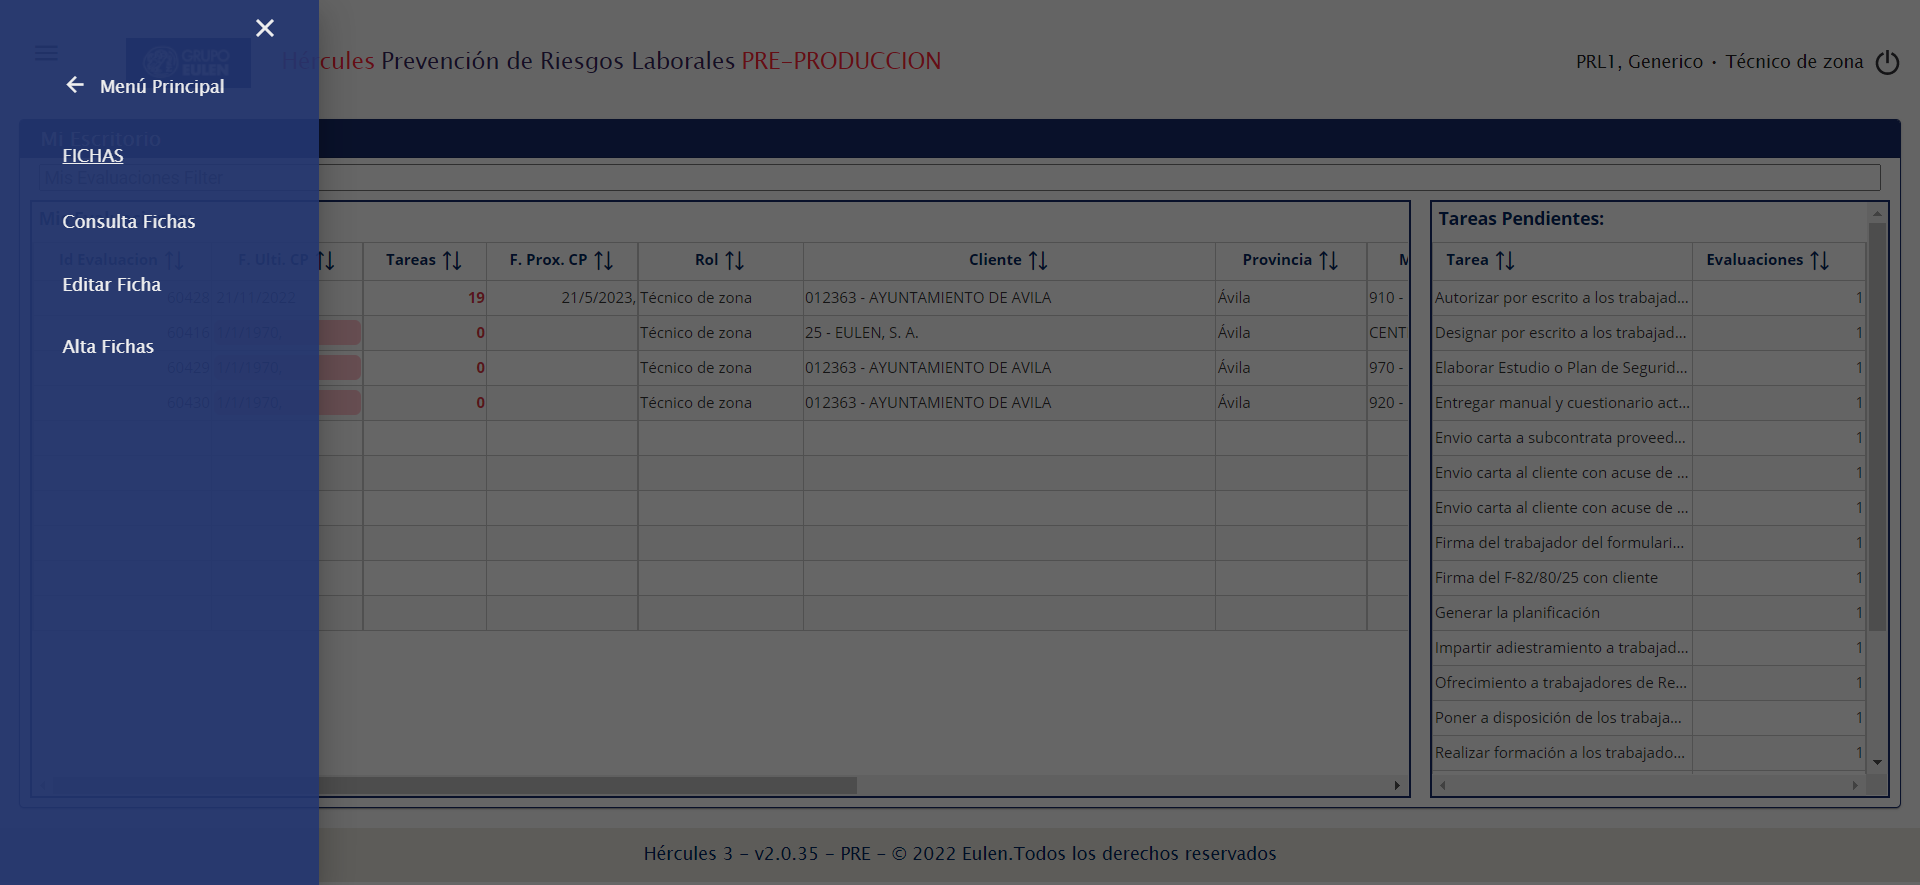 GRUPO EULEN
Hércules Prevención de Riesgos Laborales PRE-PRODUCCION
PRL1, Generico · Técnico de zona
Menú Principal
FICHAS
Consulta Fichas
Editar Ficha
Alta Fichas
Mi Escritorio
Mis Evaluaciones Filter
Id Evaluacion F. Ulti. CP Tareas F. Prox. CP Rol Cliente Provincia
60428 21/11/2022 19 21/5/2023, Técnico de zona 012363 - AYUNTAMIENTO DE AVILA Ávila 910 -
60416 1/1/1970, 0 Técnico de zona 25 - EULEN, S. A. Ávila CENT
60429 1/1/1970, 0 Técnico de zona 012363 - AYUNTAMIENTO DE AVILA Ávila 970 -
60430 1/1/1970, 0 Técnico de zona 012363 - AYUNTAMIENTO DE AVILA Ávila 920 -
Tareas Pendientes:
Tarea Evaluaciones
Autorizar por escrito a los trabajad... 1
Designar por escrito a los trabajad... 1
Elaborar Estudio o Plan de Segurid... 1
Entregar manual y cuestionario act... 1
Envio carta a subcontrata proveed... 1
Envio carta al cliente con acuse de ... 1
Envio carta al cliente con acuse de ... 1
Firma del trabajador del formulari... 1
Firma del F-82/80/25 con cliente 1
Generar la planificación 1
Impartir adiestramiento a trabajad... 1
Ofrecimiento a trabajadores de Re... 1
Poner a disposición de los trabaja... 1
Realizar formación a los trabajado... 1
Hércules 3 - v2.0.35 - PRE - © 2022 Eulen.Todos los derechos reservados